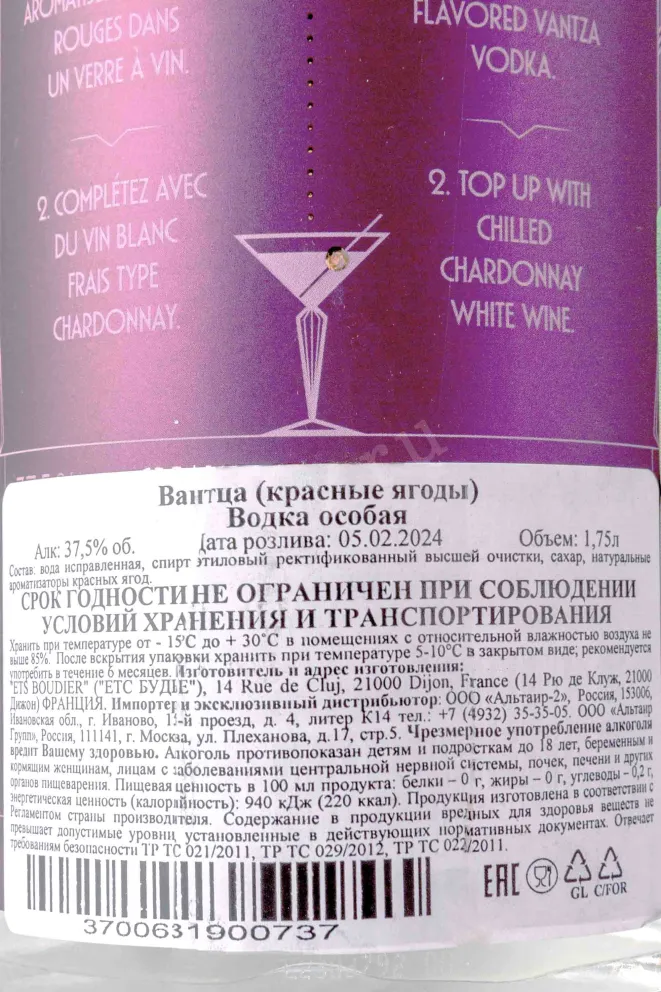 ROUGES DANS
UN VERRE À VIN.
FLAVORED VANTZA
VODKA.
2. COMPLÉTEZ AVEC
DU VIN BLANC
FRAIS TYPE
CHARDONNAY.
2. TOP UP WITH
CHILLED
CHARDONNAY
WHITE WINE.
Вантца (красные ягоды)
Водка особая
Алк: 37,5% об. Дата розлива: 05.02.2024 Объем: 1,75л
Состав: вода исправленная, спирт этиловый ректификованный высшей очистки, сахар, натуральные
ароматизаторы красных ягод.
СРОК ГОДНОСТИ НЕ ОГРАНИЧЕН ПРИ СОБЛЮДЕНИИ
УСЛОВИЙ ХРАНЕНИЯ И ТРАНСПОРТИРОВАНИЯ
Хранить при температуре от - 15°С до + 30°С в помещениях с относительной влажностью воздуха не
выше 85%. После вскрытия упаковки хранить при температуре 5-10°С в закрытом виде; рекомендуется
употребить в течение 6 месяцев. Изготовитель и адрес изготовления:
"ETS BOUDIER" ("ЕТС БУДЬЕ"), 14 Rue de Cluj, 21000 Dijon, France (14 Рю де Клуж, 21000
Дижон) ФРАНЦИЯ. Импортер и эксклюзивный дистрибьютор: ООО «Альтаир-2», Россия, 153006,
Ивановская обл., г. Иваново, 15-й проезд, д. 4, литер К14 тел.: +7 (4932) 35-35-05. ООО «Альтаир
Групп», Россия, 111141, г. Москва, ул. Плеханова, д.17, стр.5. Чрезмерное употребление алкоголя
вредит Вашему здоровью. Алкоголь противопоказан детям и подросткам до 18 лет, беременным и
кормящим женщинам, лицам с заболеваниями центральной нервной системы, почек, печени и других
органов пищеварения. Пищевая ценность в 100 мл продукта: белки – 0 г, жиры – 0 г, углеводы – 0,2 г,
энергетическая ценность (калорийность): 940 кДж (220 ккал). Продукция изготовлена в соответствии с
Регламентом страны производителя. Содержание в продукции вредных для здоровья веществ не
превышает допустимые уровни, установленные в действующих нормативных документах. Отвечает
требованиям безопасности ТР ТС 021/2011, ТР ТС 029/2012, ТР ТС 022/2011.
EAC
GL C/FOR
3700631900737